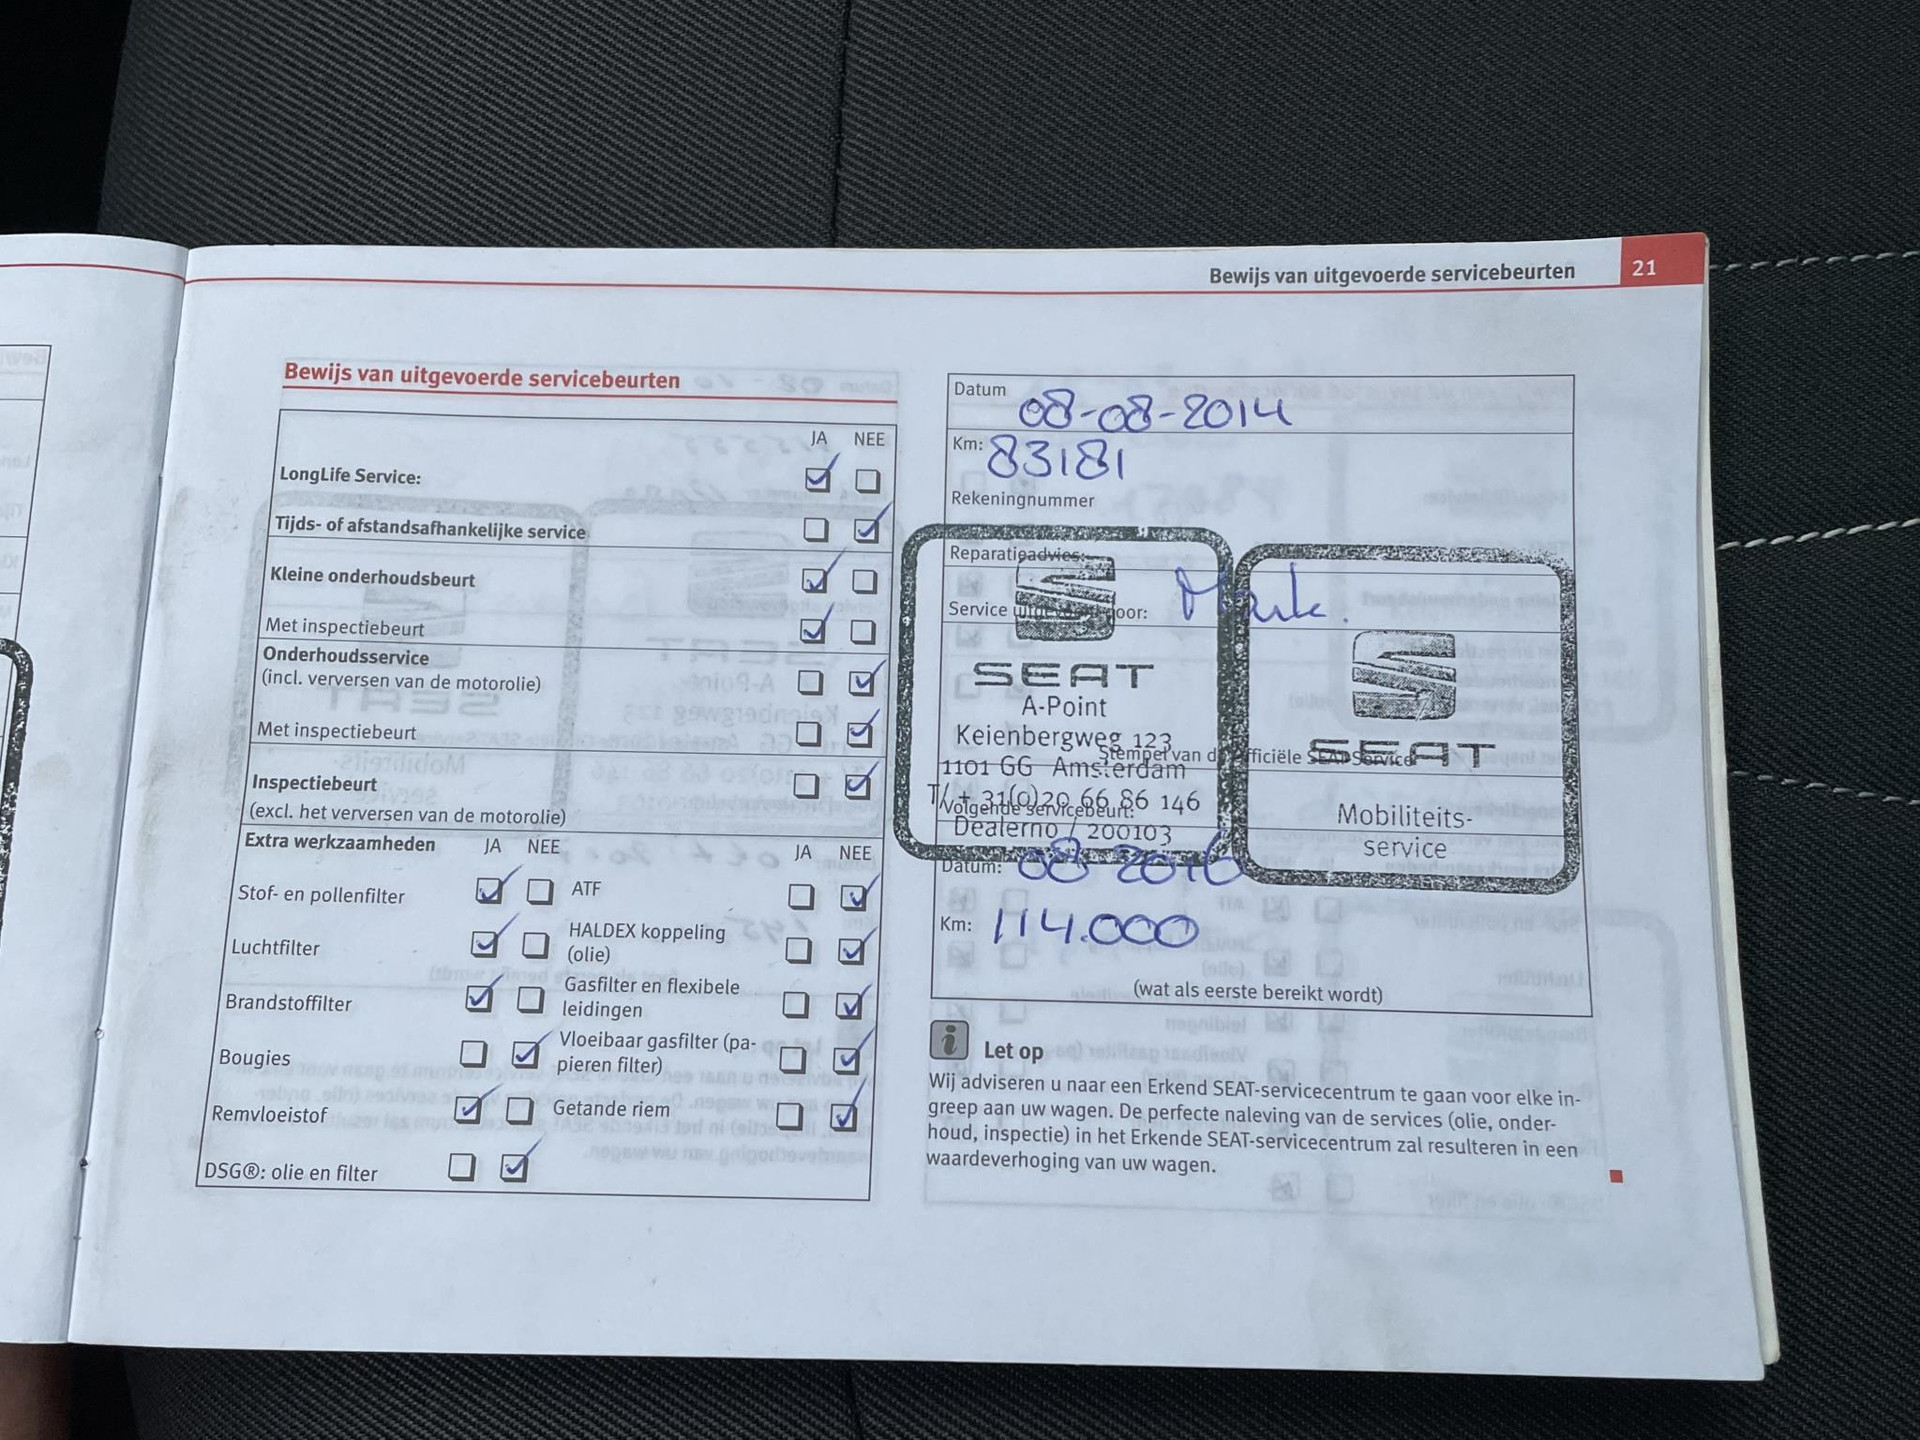 Bewijs van uitgevoerde servicebeurten 21
Bewijs van uitgevoerde servicebeurten
JA NEE
LongLife Service:
Tijds- of afstandsafhankelijke service
Kleine onderhoudsbeurt
Met inspectiebeurt
Onderhoudsservice
(incl. verversen van de motorolie)
Met inspectiebeurt
Inspectiebeurt
(excl. het verversen van de motorolie)
Extra werkzaamheden JA NEE JA NEE
Stof- en pollenfilter ATF
Luchtfilter HALDEX koppeling
(olie)
Brandstoffilter Gasfilter en flexibele
leidingen
Bougies Vloeibaar gasfilter (pa-
pieren filter)
Remvloeistof Getande riem
DSG®: olie en filter
Datum 08-08-2014
Km: 83181
Rekeningnummer
Reparatieadvies:
Service uitgevoerd door:
SEAT
A-Point
Keienbergweg 123
1101 GG Amsterdam
T/ + 31(0)20 66 86 146
Dealerno / 200103
Stempel van de officiële SEAT-Service
SEAT
Mobiliteits-
service
Volgende servicebeurt:
Datum: 08-2016
Km: 114.000
(wat als eerste bereikt wordt)
Let op
Wij adviseren u naar een Erkend SEAT-servicecentrum te gaan voor elke in-
greep aan uw wagen. De perfecte naleving van de services (olie, onder-
houd, inspectie) in het Erkende SEAT-servicecentrum zal resulteren in een
waardeverhoging van uw wagen.